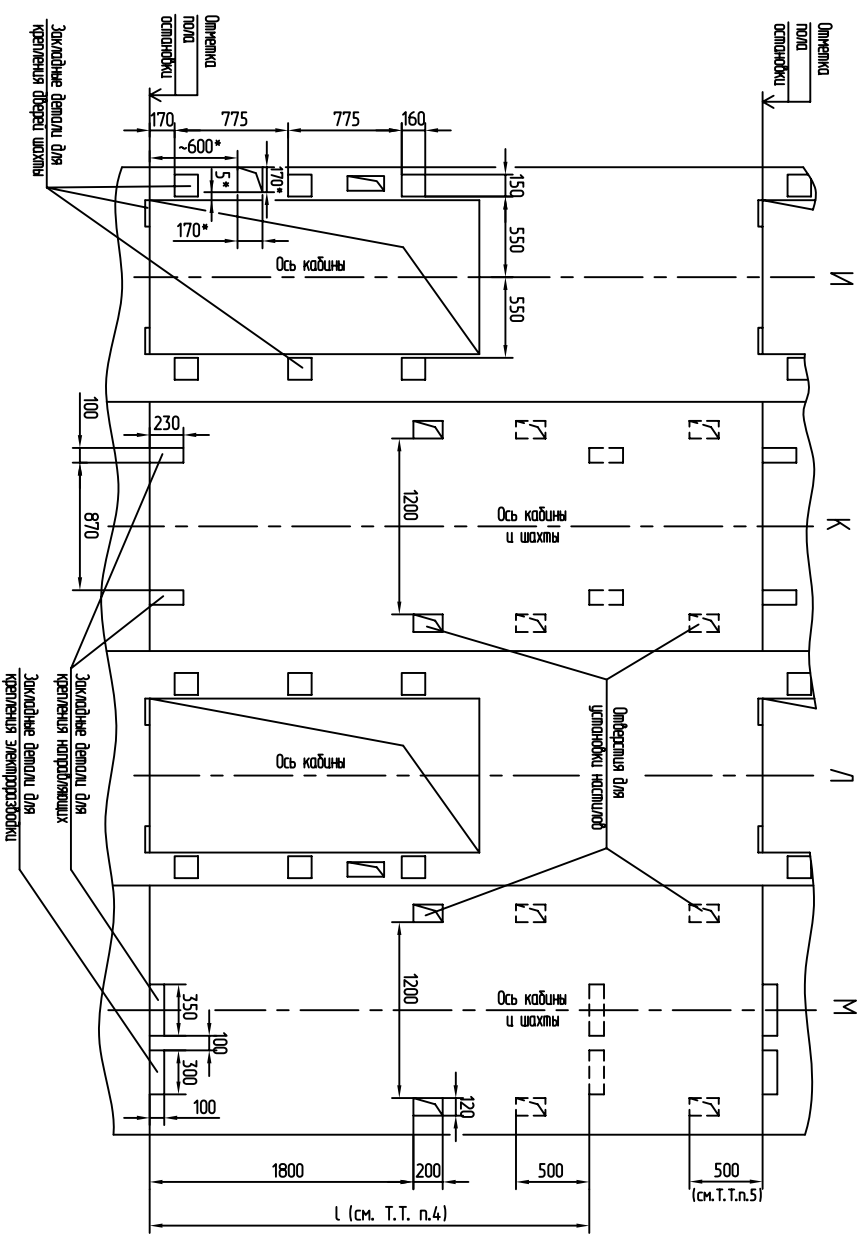 Отметка
пола
остановки
Отметка
пола
остановки
Закладные детали для
крепления дверей шахты
170
775
775
160
~600*
5*
170*
170*
150
550
550
Ось кабины
И
100
230
870
1200
Ось кабины
и шахты
К
Закладные детали для
крепления направляющих
Закладные детали для
крепления электроразводки
Отверстия для
установки настилов
Ось кабины
Л
350
100
300
100
1200
120
Ось кабины
и шахты
М
1800
200
500
500
(см.Т.Т.п.5)
l (см. Т.Т. п.4)